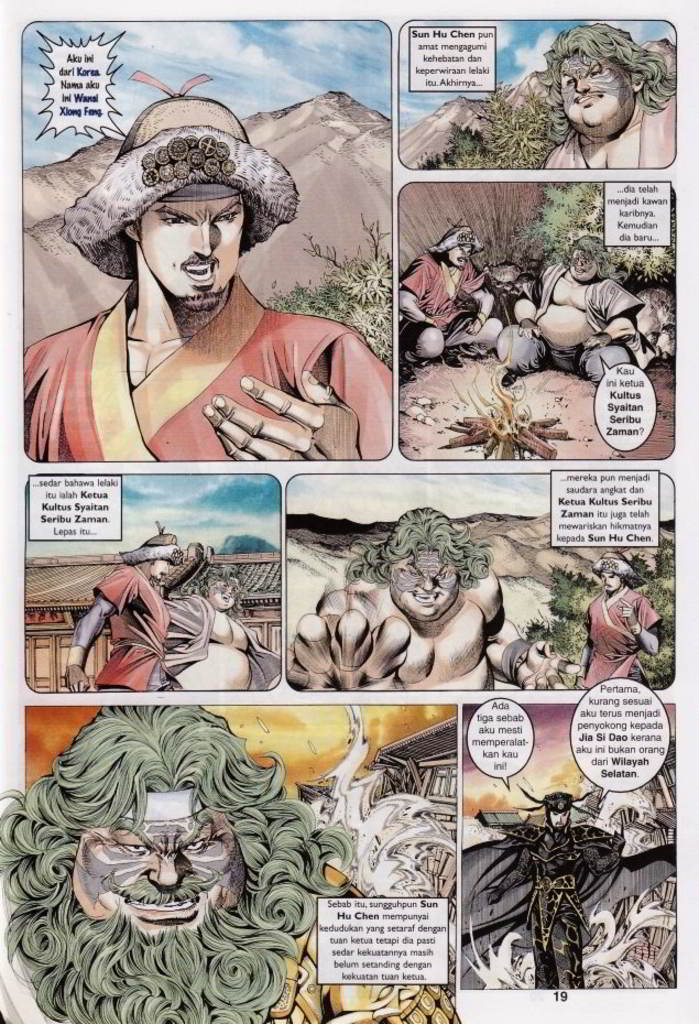 Aku ini
dari Korea.
Nama aku
ini Wansi
Xiong Feng.
Sun Hu Chen pun
amat mengagumi
kehebatan dan
keperwiraan lelaki
itu. Akhirnya...
...dia telah
menjadi kawan
karibnya.
Kemudian
dia baru...
Kau
ini ketua
Kultus
Syaitan
Seribu
Zaman?
...sedar bahawa lelaki
itu ialah Ketua
Kultus Syaitan
Seribu Zaman.
Lepas itu...
...mereka pun menjadi
saudara angkat dan
Ketua Kultus Seribu
Zaman itu juga telah
mewariskan hikmatnya
kepada Sun Hu Chen.
Sebab itu, sungguhpun Sun
Hu Chen mempunyai
kedudukan yang setaraf dengan
tuan ketua tetapi dia pasti
sedar kekuatannya masih
belum setanding dengan
kekuatan tuan ketua.
Ada
tiga sebab
aku mesti
memperalat-
kan kau
ini!
Pertama,
kurang sesuai
aku terus menjadi
penyokong kepada
Jia Si Dao kerana
aku ini bukan orang
dari Wilayah
Selatan.
19